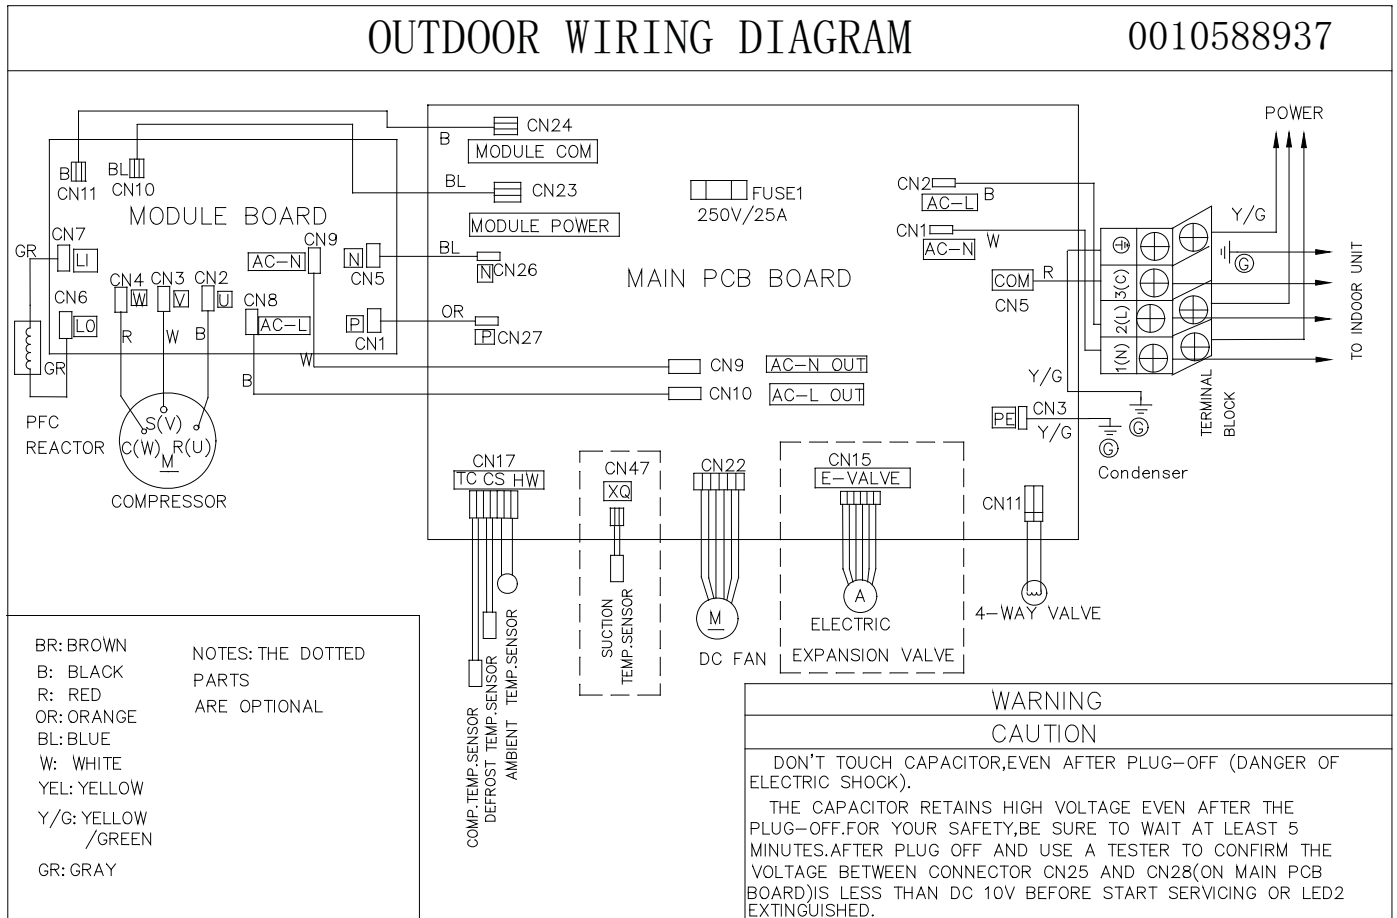 OUTDOOR WIRING DIAGRAM 0010588937
POWER
B
CN24
MODULE COM
B
CN11
BL
CN10
BL
CN23
MODULE POWER
FUSE1
250V/25A
CN2
AC-L
B
CN1
AC-N
W
Y/G
MODULE BOARD
CN7
GR
LI
CN9
AC-N
N
CN5
BL
N
CN26
MAIN PCB BOARD
COM
CN5
R
3(C)
2(L)
1(N)
G
TO INDOOR UNIT
CN4
W
CN3
V
CN2
U
CN6
LO
CN8
AC-L
P
CN1
OR
P
CN27
R
W
B
GR
W
B
CN9
AC-N OUT
CN10
AC-L OUT
Y/G
G
TERMINAL
BLOCK
PE
CN3
Y/G
G
Condenser
PFC
REACTOR
S(V)
C(W)
R(U)
M
COMPRESSOR
CN17
TC CS HW
CN47
XQ
CN22
CN15
E-VALVE
CN11
COMP.TEMP.SENSOR
DEFROST TEMP.SENSOR
AMBIENT TEMP.SENSOR
SUCTION
TEMP.SENSOR
M
DC FAN
A
ELECTRIC
EXPANSION VALVE
4-WAY VALVE
BR: BROWN
B: BLACK
R: RED
OR: ORANGE
BL: BLUE
W: WHITE
YEL: YELLOW
Y/G: YELLOW
/GREEN
GR: GRAY
NOTES: THE DOTTED
PARTS
ARE OPTIONAL
WARNING
CAUTION
DON'T TOUCH CAPACITOR,EVEN AFTER PLUG-OFF (DANGER OF
ELECTRIC SHOCK).
THE CAPACITOR RETAINS HIGH VOLTAGE EVEN AFTER THE
PLUG-OFF.FOR YOUR SAFETY,BE SURE TO WAIT AT LEAST 5
MINUTES.AFTER PLUG OFF AND USE A TESTER TO CONFIRM THE
VOLTAGE BETWEEN CONNECTOR CN25 AND CN28(ON MAIN PCB
BOARD)IS LESS THAN DC 10V BEFORE START SERVICING OR LED2
EXTINGUISHED.